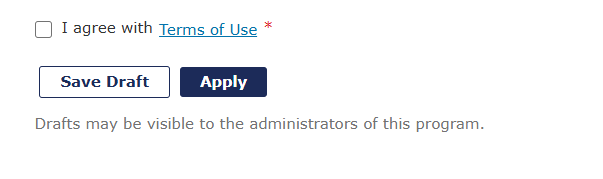 I agree with Terms of Use *
Save Draft Apply
Drafts may be visible to the administrators of this program.